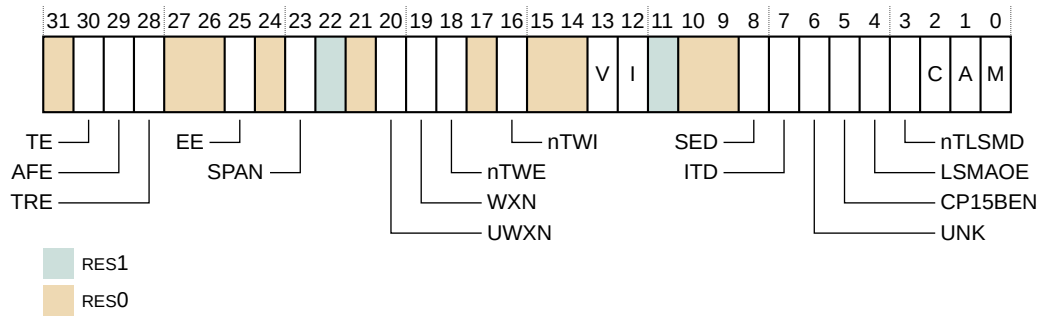 31 30 29 28 27 26 25 24 23 22 21 20 19 18 17 16 15 14 13 12 11 10 9 8 7 6 5 4 3 2 1 0
V I C A M
TE EE nTWI SED nTLSMD
AFE SPAN nTWE ITD LSMAOE
TRE WXN CP15BEN
UWXN UNK
RES1
RES0